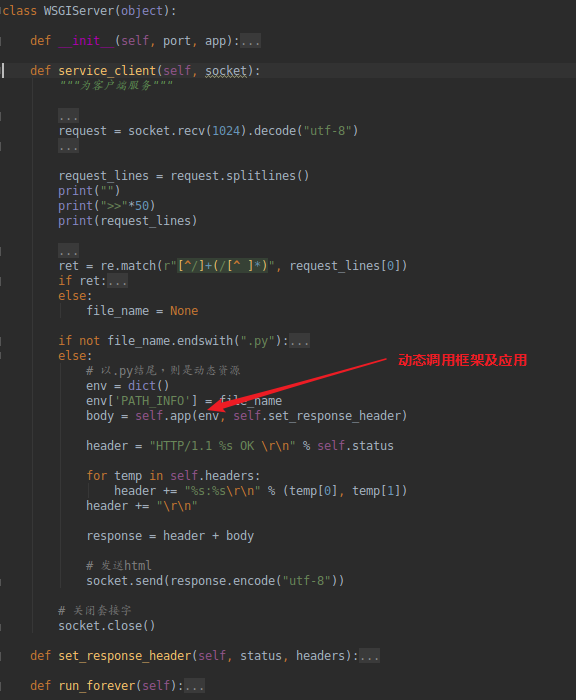 class WSGIServer(object):
def __init__(self, port, app):...
def service_client(self, socket):
"""为客户端服务"""
...
request = socket.recv(1024).decode("utf-8")
...
request_lines = request.splitlines()
print("")
print(">>"*50)
print(request_lines)
...
ret = re.match(r"[^/]+(/[^ ]*)", request_lines[0])
if ret:...
else:
file_name = None
if not file_name.endswith(".py"):...
else:
# 以.py结尾，则是动态资源
env = dict()
env['PATH_INFO'] = file_name
body = self.app(env, self.set_response_header)
动态调用框架及应用
header = "HTTP/1.1 %s OK \r\n" % self.status
for temp in self.headers:
header += "%s:%s\r\n" % (temp[0], temp[1])
header += "\r\n"
response = header + body
# 发送html
socket.send(response.encode("utf-8"))
# 关闭套接字
socket.close()
def set_response_header(self, status, headers):...
def run_forever(self):...